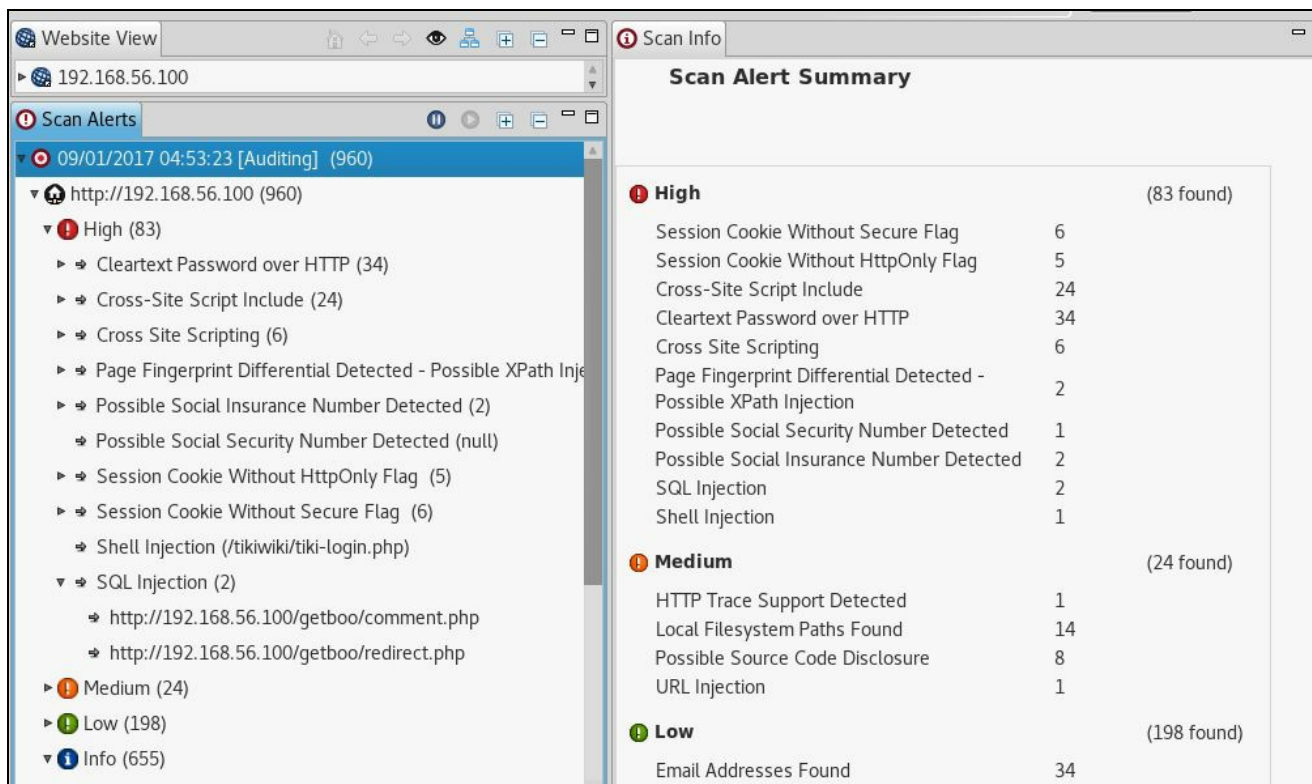 Website View
192.168.56.100
Scan Alerts
09/01/2017 04:53:23 [Auditing] (960)
http://192.168.56.100 (960)
High (83)
Cleartext Password over HTTP (34)
Cross-Site Script Include (24)
Cross Site Scripting (6)
Page Fingerprint Differential Detected - Possible XPath Inje
Possible Social Insurance Number Detected (2)
Possible Social Security Number Detected (null)
Session Cookie Without HttpOnly Flag (5)
Session Cookie Without Secure Flag (6)
Shell Injection (/tikiwiki/tiki-login.php)
SQL Injection (2)
http://192.168.56.100/getboo/comment.php
http://192.168.56.100/getboo/redirect.php
Medium (24)
Low (198)
Info (655)
Scan Info
Scan Alert Summary
High (83 found)
Session Cookie Without Secure Flag 6
Session Cookie Without HttpOnly Flag 5
Cross-Site Script Include 24
Cleartext Password over HTTP 34
Cross Site Scripting 6
Page Fingerprint Differential Detected -
Possible XPath Injection 2
Possible Social Security Number Detected 1
Possible Social Insurance Number Detected 2
SQL Injection 2
Shell Injection 1
Medium (24 found)
HTTP Trace Support Detected 1
Local Filesystem Paths Found 14
Possible Source Code Disclosure 8
URL Injection 1
Low (198 found)
Email Addresses Found 34